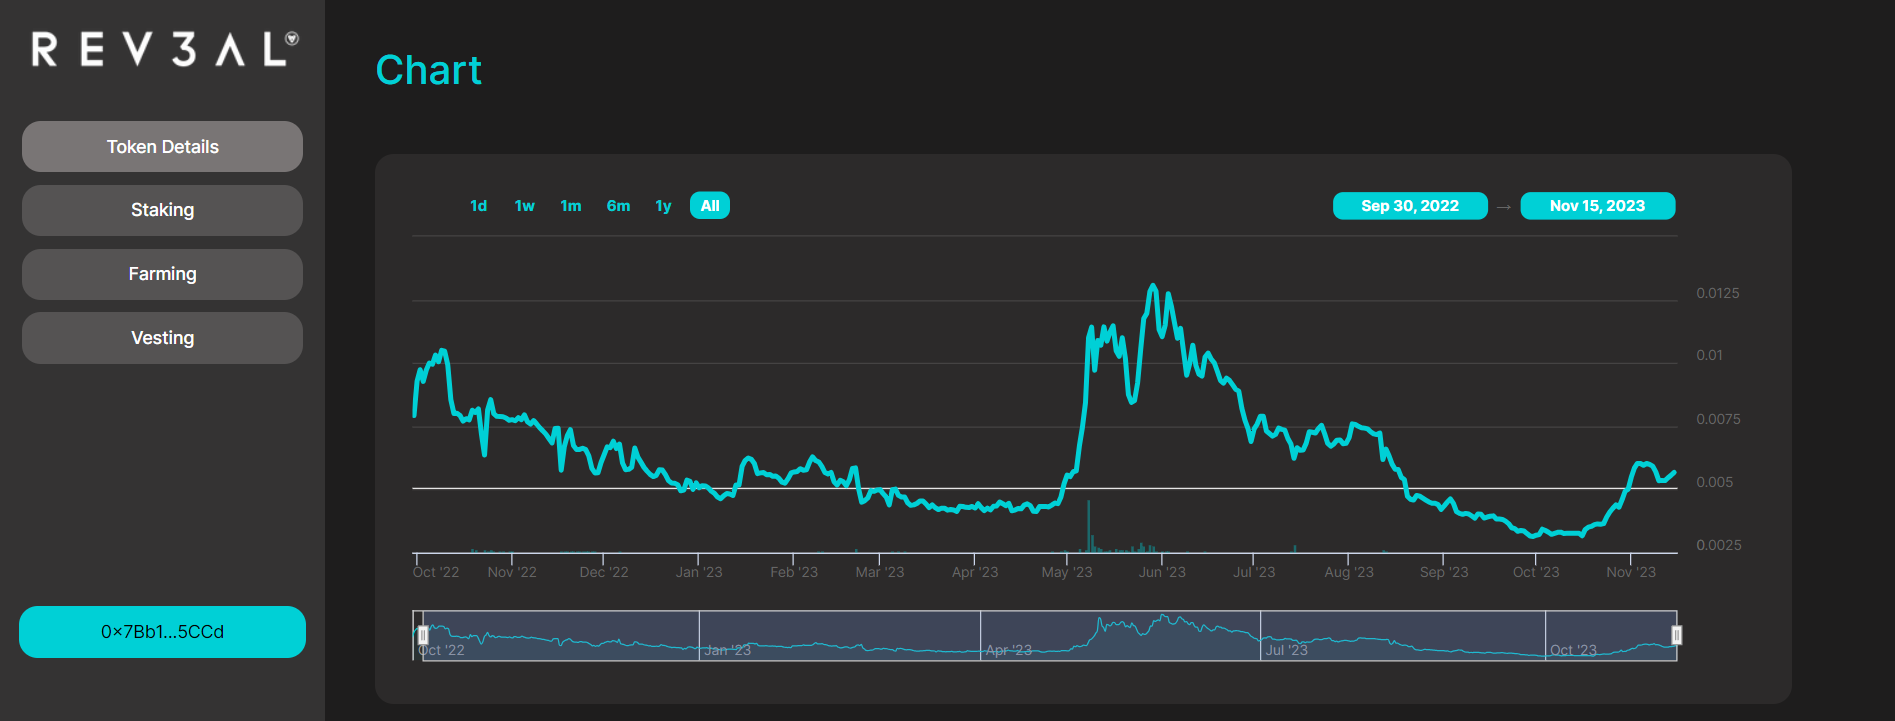 REV3AL
Token Details
Staking
Farming
Vesting
0x7Bb1...5CCd
Chart
1d 1w 1m 6m 1y All
Sep 30, 2022 → Nov 15, 2023
0.0125
0.01
0.0075
0.005
0.0025
Oct '22 Nov '22 Dec '22 Jan '23 Feb '23 Mar '23 Apr '23 May '23 Jun '23 Jul '23 Aug '23 Sep '23 Oct '23 Nov '23
Oct '22 Jan '23 Apr '23 Jul '23 Oct '23